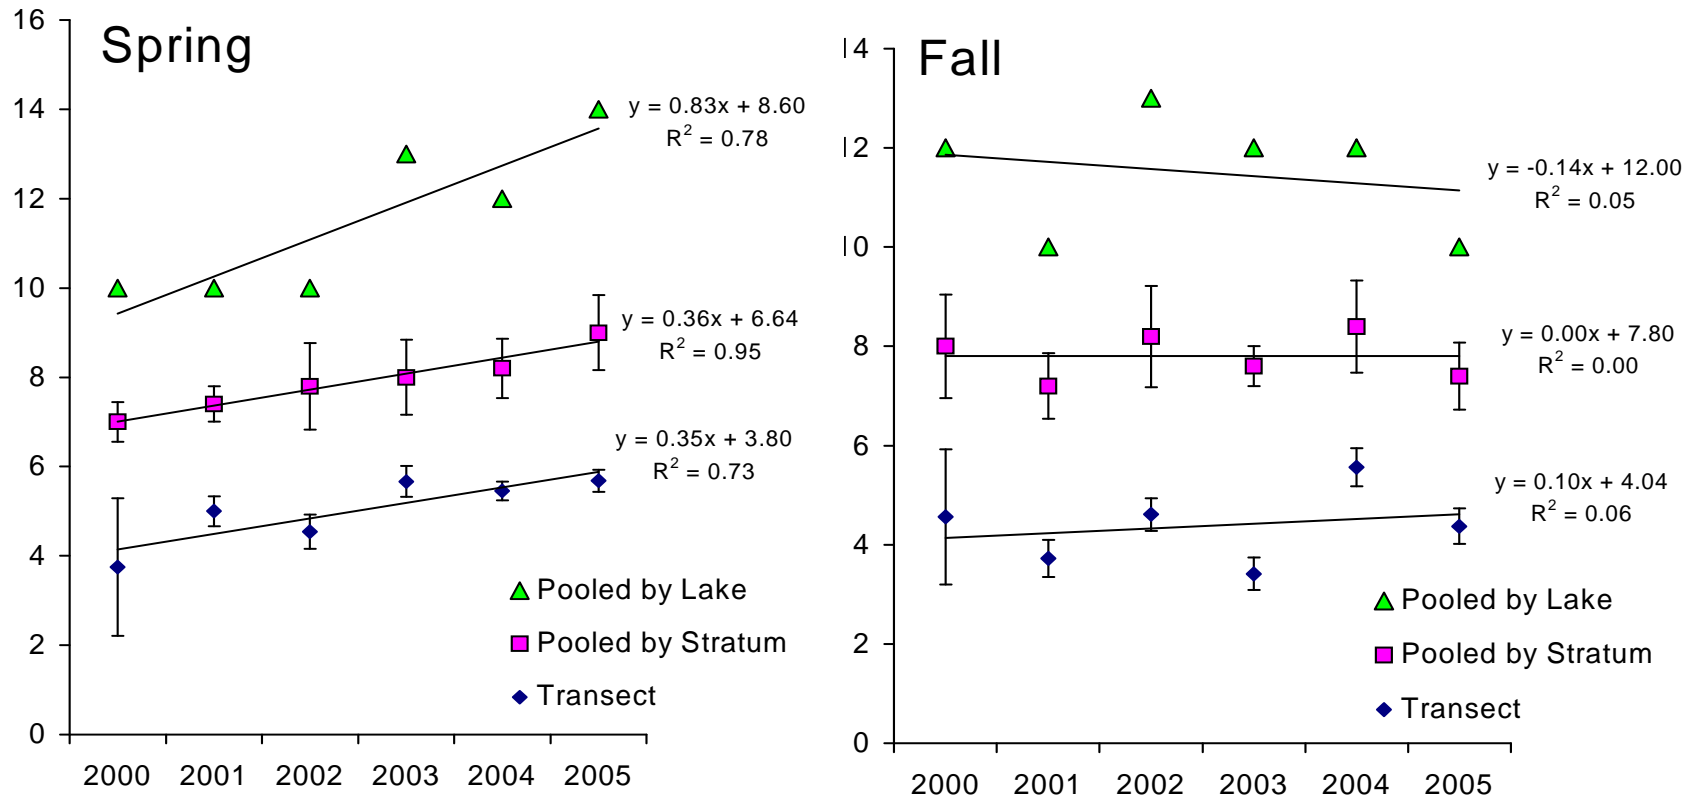 Spring
16
14
12
10
8
6
4
2
0
y = 0.83x + 8.60
R² = 0.78
y = 0.36x + 6.64
R² = 0.95
y = 0.35x + 3.80
R² = 0.73
Pooled by Lake
Pooled by Stratum
Transect
2000 2001 2002 2003 2004 2005
Fall
14
12
10
8
6
4
2
0
y = -0.14x + 12.00
R² = 0.05
y = 0.00x + 7.80
R² = 0.00
y = 0.10x + 4.04
R² = 0.06
Pooled by Lake
Pooled by Stratum
Transect
2000 2001 2002 2003 2004 2005